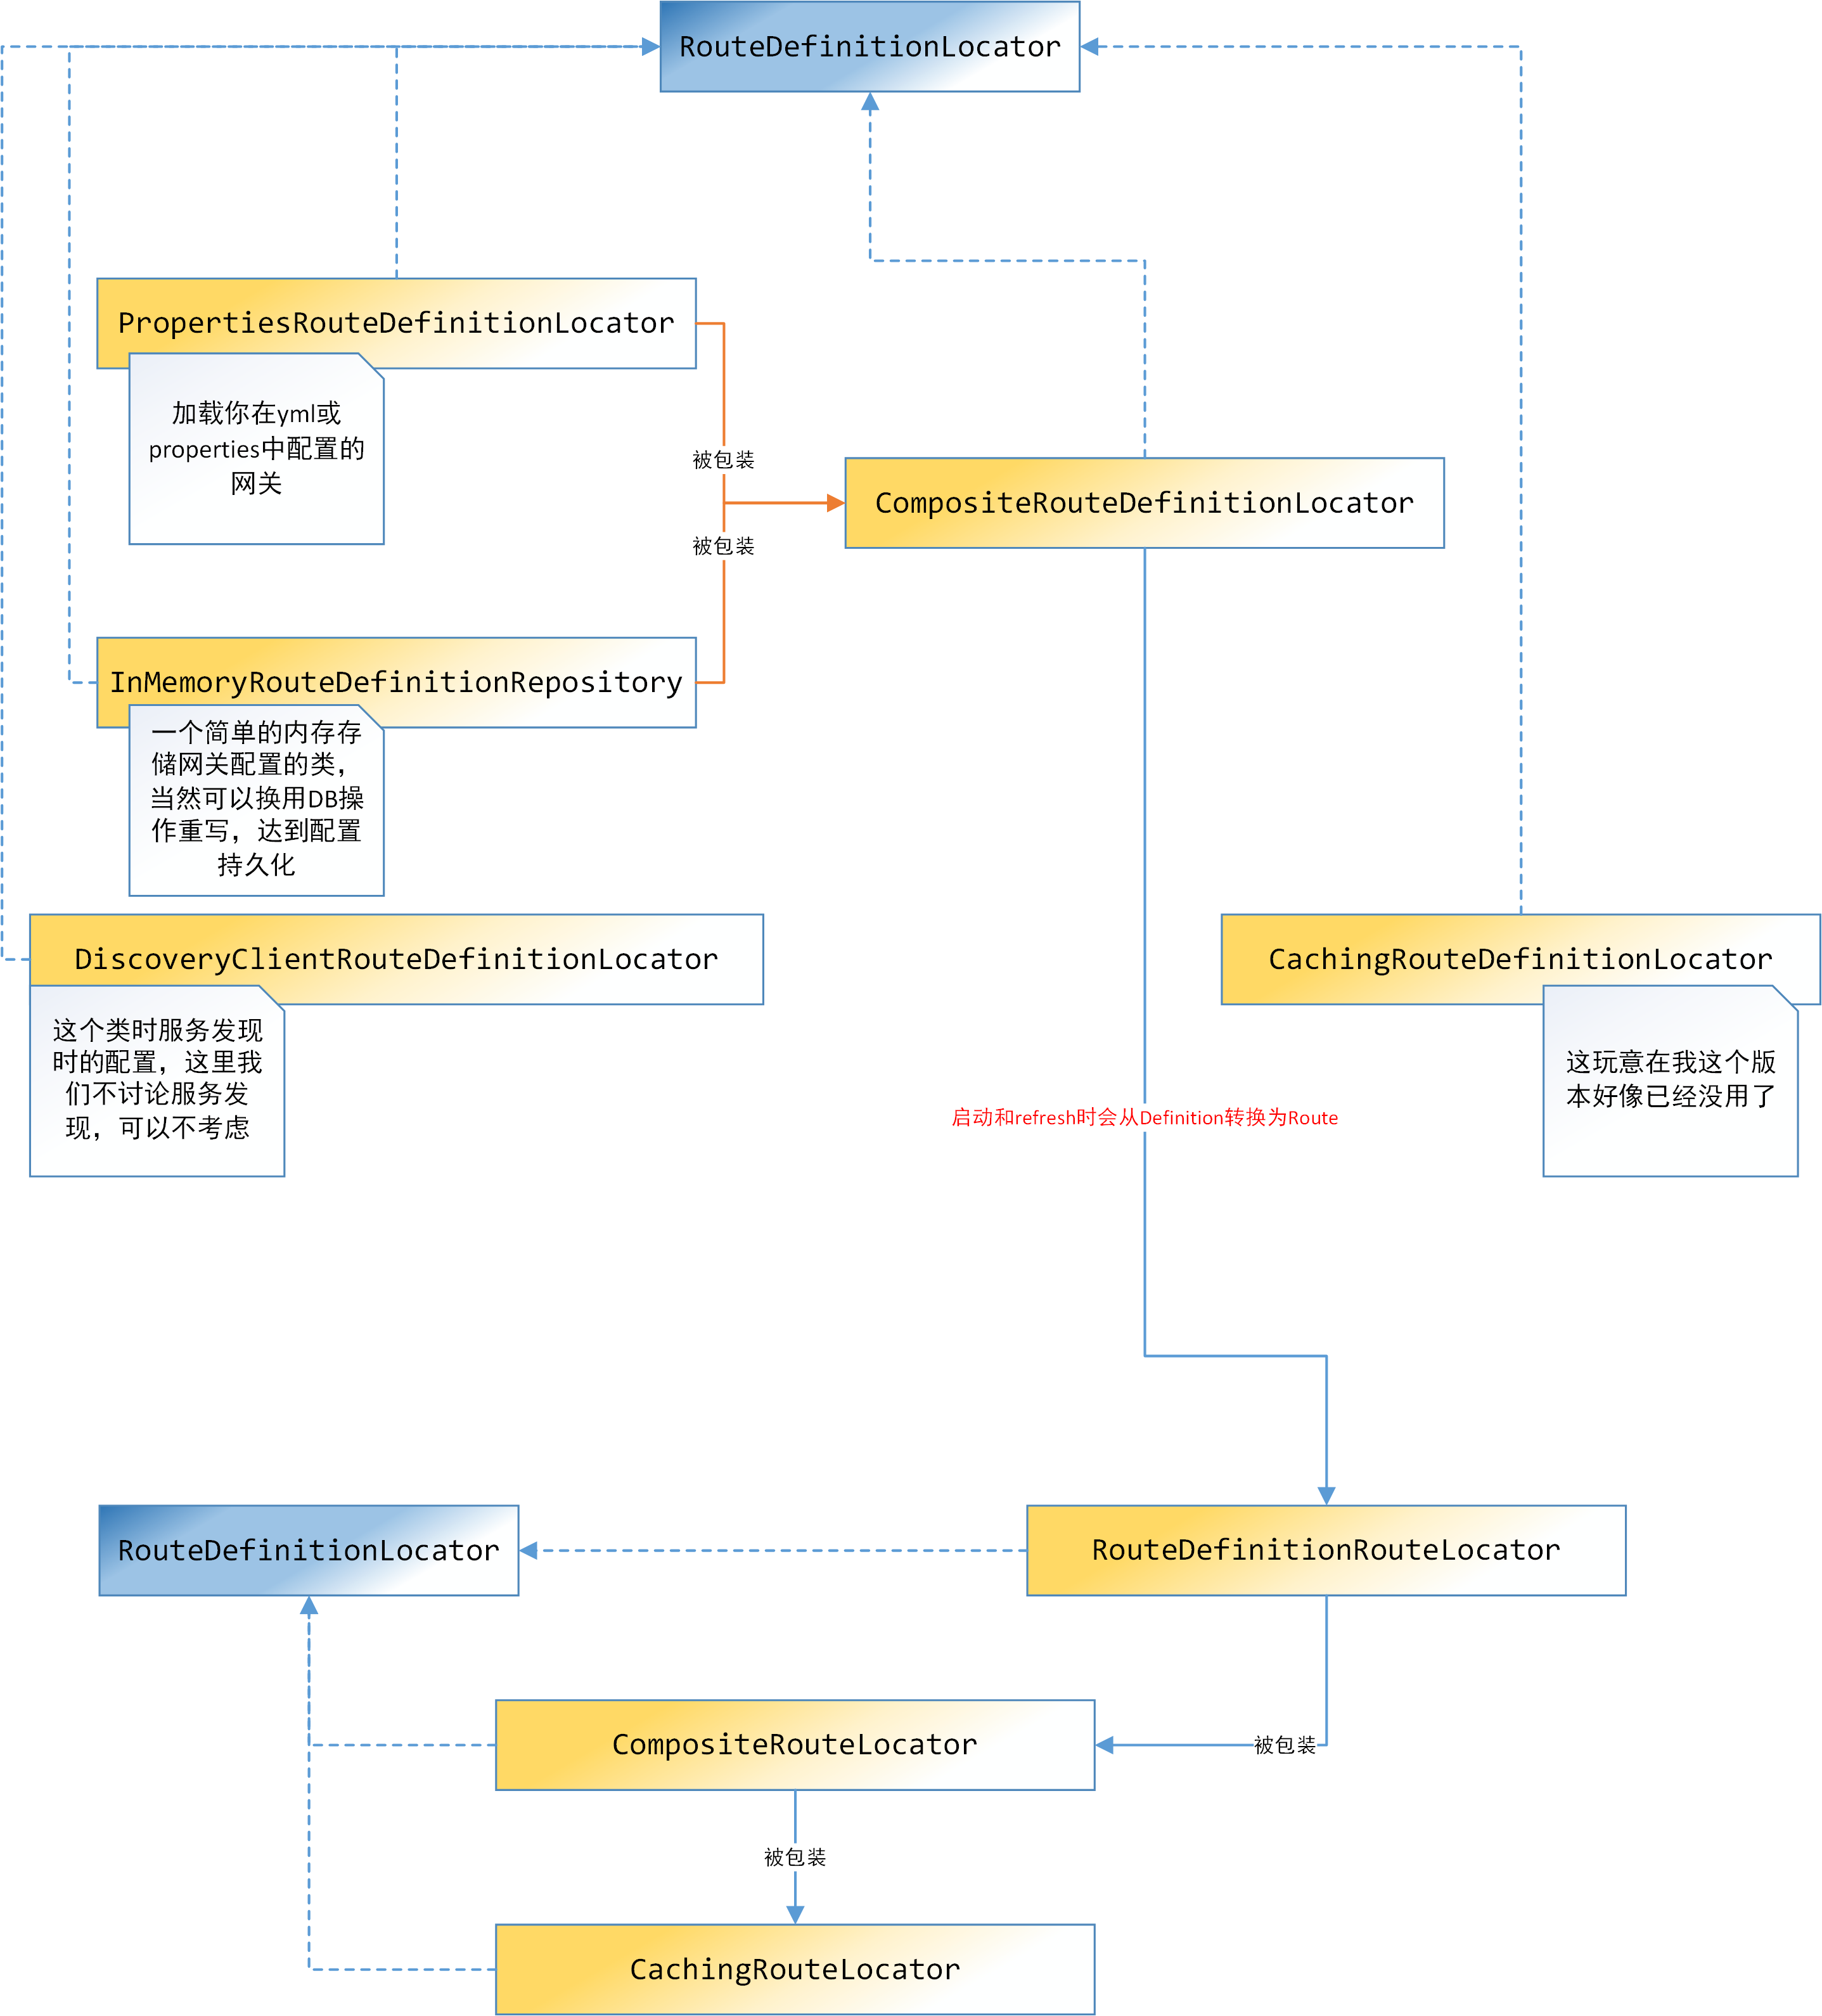 RouteDefinitionLocator
PropertiesRouteDefinitionLocator
加载你在yml或
properties中配置的
网关
被包装
CompositeRouteDefinitionLocator
被包装
InMemoryRouteDefinitionRepository
一个简单的内存存
储网关配置的类，
当然可以换用DB操
作重写，达到配置
持久化
DiscoveryClientRouteDefinitionLocator
这个类时服务发现
时的配置，这里我
们不讨论服务发
现，可以不考虑
CachingRouteDefinitionLocator
这玩意在我这个版
本好像已经没用了
启动和refresh时会从Definition转换为Route
RouteDefinitionLocator
RouteDefinitionRouteLocator
CompositeRouteLocator
被包装
被包装
CachingRouteLocator